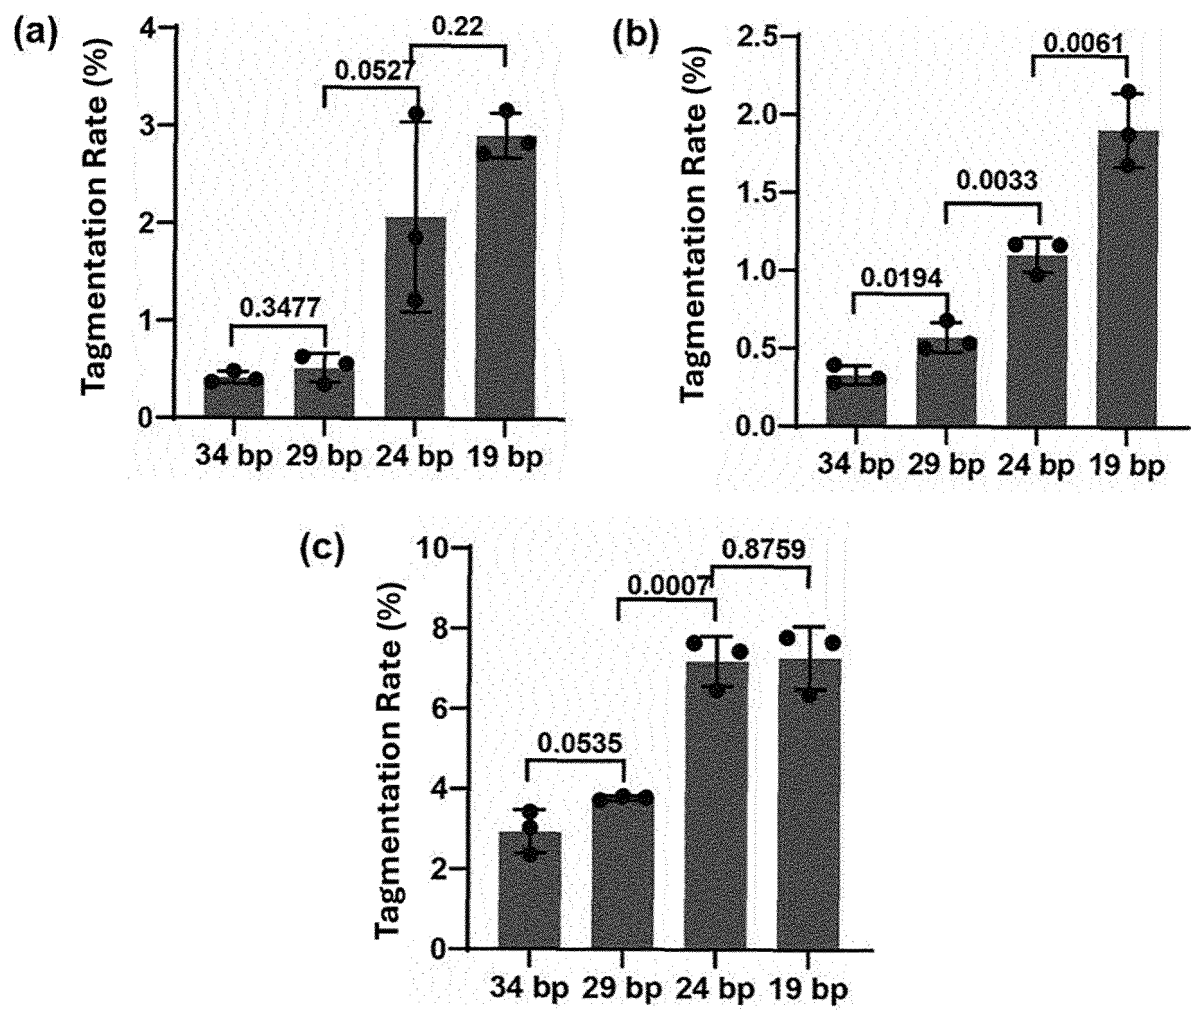 (a)
Tagmentation Rate (%)
4
3
2
1
0
0.3477
0.0527
0.22
34 bp 29 bp 24 bp 19 bp
(b)
Tagmentation Rate (%)
2.5
2.0
1.5
1.0
0.5
0.0
0.0194
0.0033
0.0061
34 bp 29 bp 24 bp 19 bp
(c)
Tagmentation Rate (%)
10
8
6
4
2
0
0.0535
0.0007
0.8759
34 bp 29 bp 24 bp 19 bp